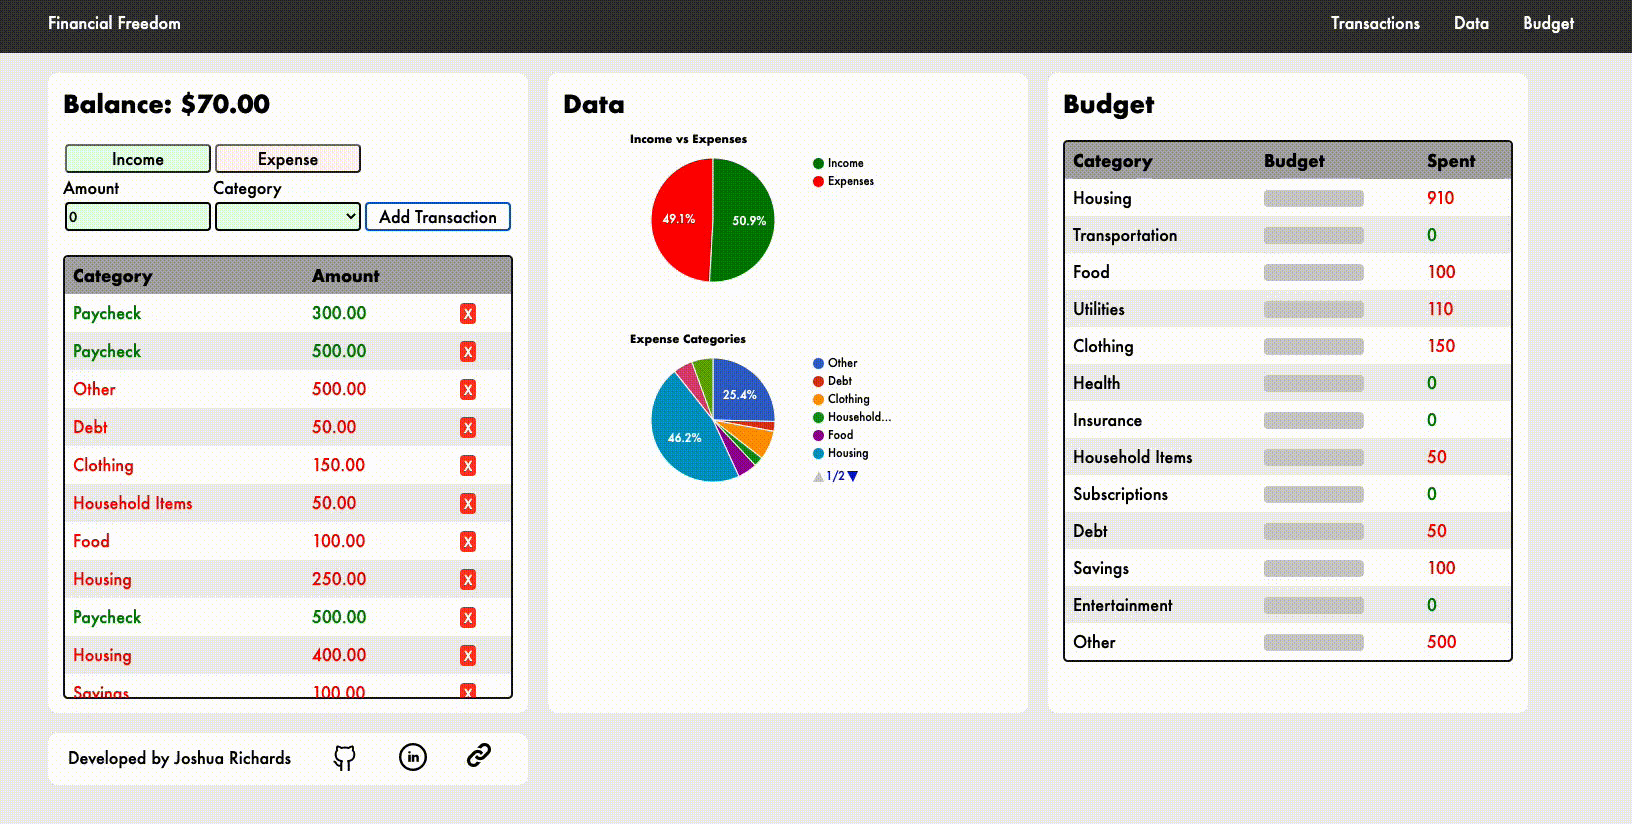 Financial Freedom
Transactions Data Budget
Balance: $70.00
Income Expense
Amount Category
0 Add Transaction
Category Amount
Paycheck 300.00 X
Paycheck 500.00 X
Other 500.00 X
Debt 50.00 X
Clothing 150.00 X
Household Items 50.00 X
Food 100.00 X
Housing 250.00 X
Paycheck 500.00 X
Housing 400.00 X
Savings 100.00 X
Data
Income vs Expenses
49.1% 50.9%
Income
Expenses
Expense Categories
25.4%
46.2%
Other
Debt
Clothing
Household...
Food
Housing
1/2
Budget
Category Budget Spent
Housing 910
Transportation 0
Food 100
Utilities 110
Clothing 150
Health 0
Insurance 0
Household Items 50
Subscriptions 0
Debt 50
Savings 100
Entertainment 0
Other 500
Developed by Joshua Richards
in